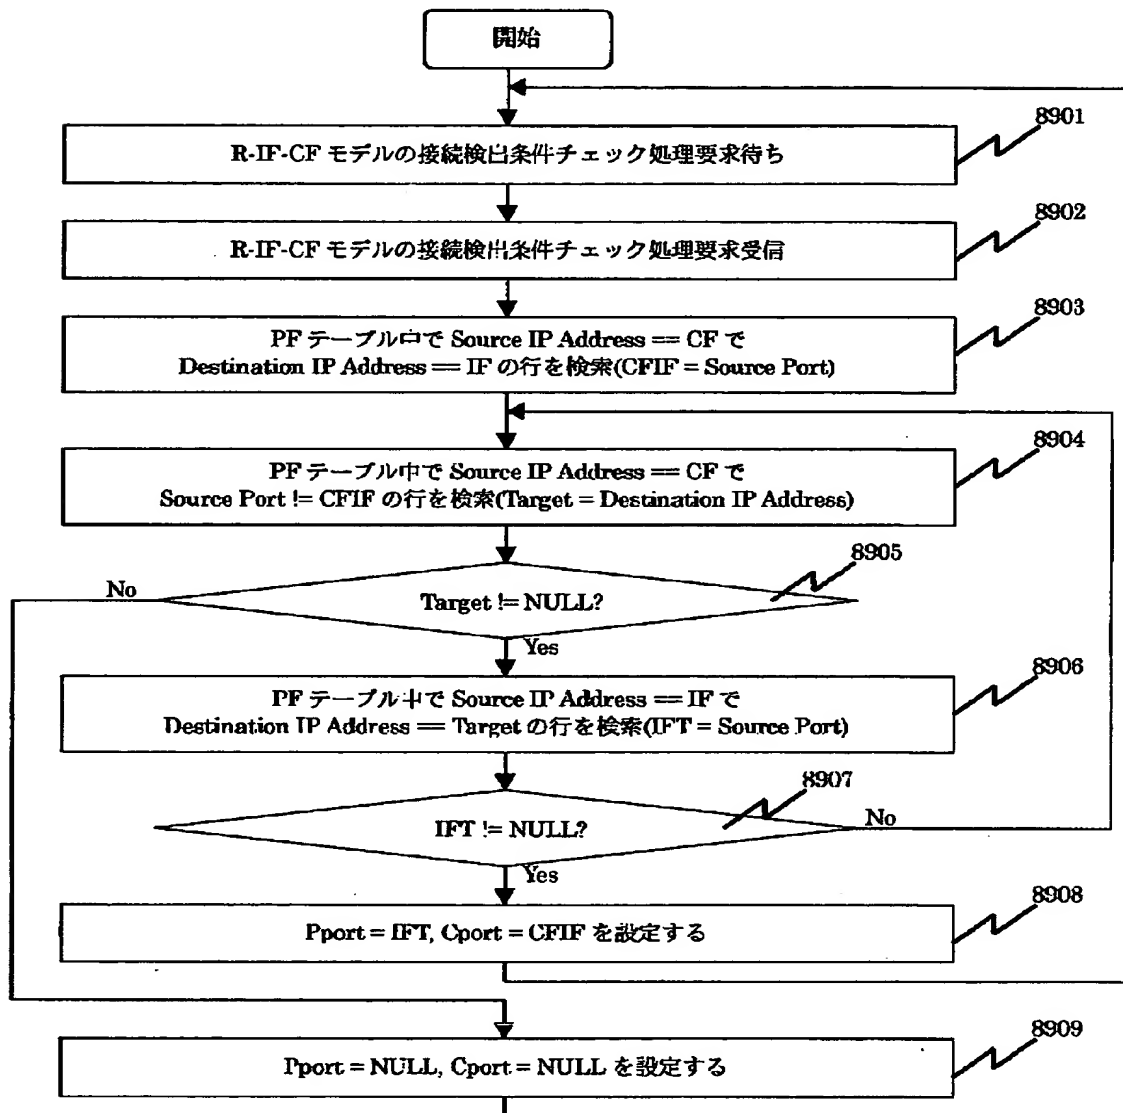 開始
8901
R-IF-CF モデルの接続検出条件チェック処理要求待ち
8902
R-IF-CF モデルの接続検出条件チェック処理要求受信
8903
PF テーブル中で Source IP Address == CF で
Destination IP Address == IF の行を検索(CFIF = Source Port)
8904
PF テーブル中で Source IP Address == CF で
Source Port != CFIF の行を検索(Target = Destination IP Address)
8905
No
Target != NULL?
Yes
8906
PF テーブル中で Source IP Address == IF で
Destination IP Address == Target の行を検索(IFT = Source Port)
8907
IFT != NULL?
No
Yes
8908
Pport = IFT, Cport = CFIF を設定する
8909
Pport = NULL, Cport = NULL を設定する